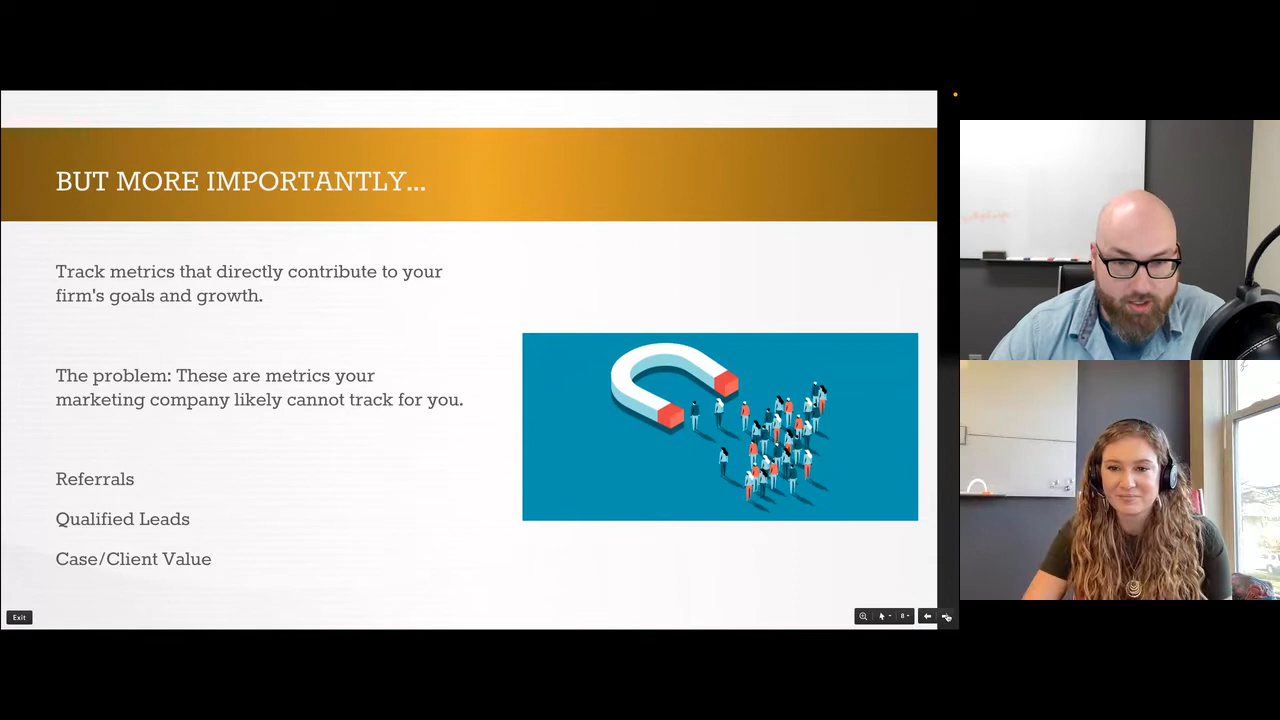 BUT MORE IMPORTANTLY...
Track metrics that directly contribute to your
firm's goals and growth.
The problem: These are metrics your
marketing company likely cannot track for you.
Referrals
Qualified Leads
Case/Client Value
Exit
8